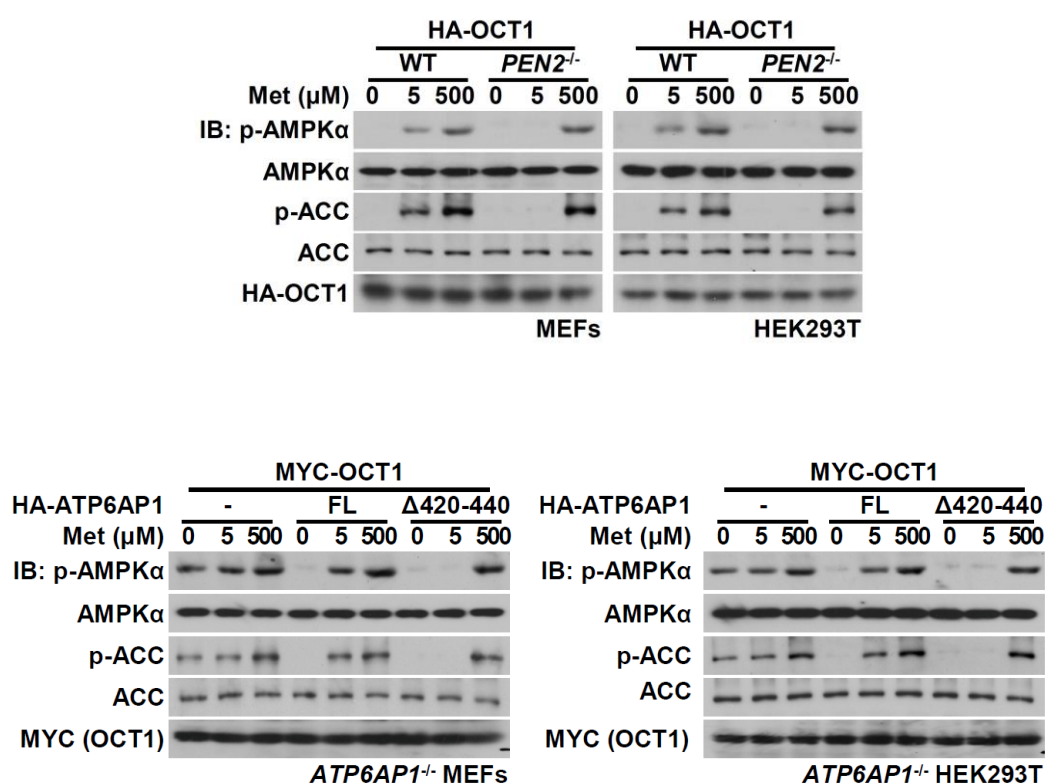 HA-OCT1 HA-OCT1
WT PEN2-/- WT PEN2-/-
Met (μM) 0 5 500 0 5 500 0 5 500 0 5 500
IB: p-AMPKα
AMPKα
p-ACC
ACC
HA-OCT1
MEFs HEK293T
MYC-OCT1
HA-ATP6AP1 - FL Δ420-440
Met (μM) 0 5 500 0 5 500 0 5 500
IB: p-AMPKα
AMPKα
p-ACC
ACC
MYC (OCT1)
ATP6AP1-/- MEFs
MYC-OCT1
HA-ATP6AP1 - FL Δ420-440
Met (μM) 0 5 500 0 5 500 0 5 500
IB: p-AMPKα
AMPKα
p-ACC
ACC
MYC (OCT1)
ATP6AP1-/- HEK293T